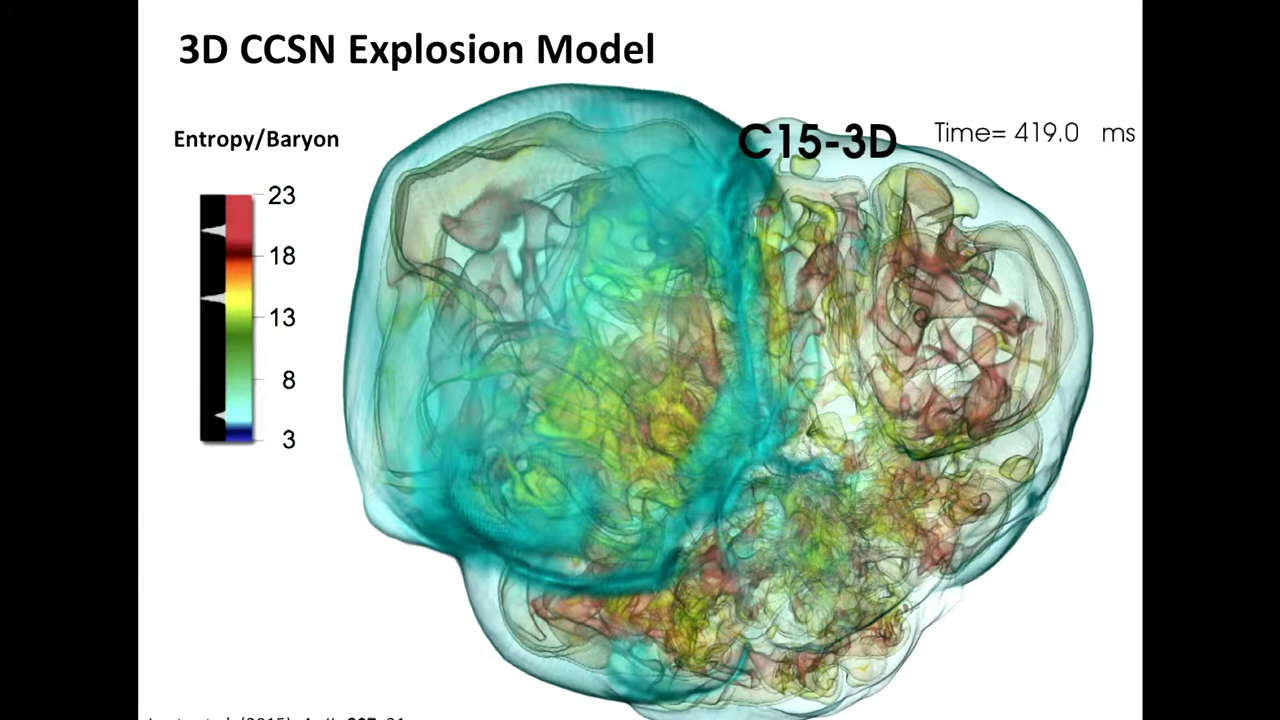 3D CCSN Explosion Model
C15-3D
Time= 419.0 ms
Entropy/Baryon
23
18
13
8
3